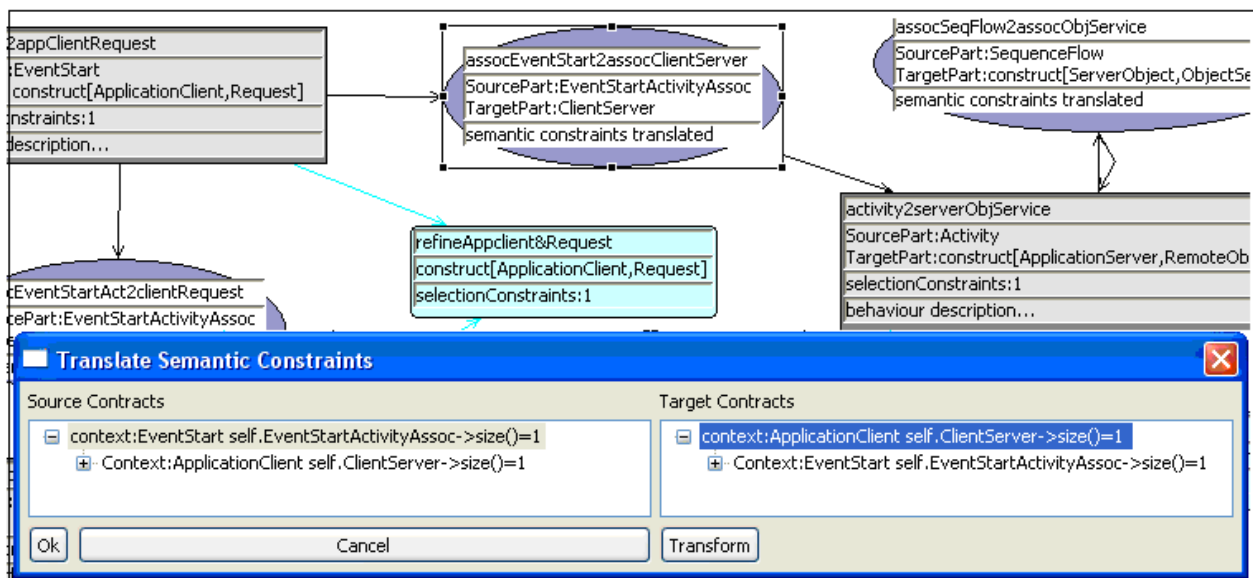 2appClientRequest
:EventStart
construct[ApplicationClient,Request]
nstraints:1
description...
assocEventStart2assocClientServer
SourcePart:EventStartActivityAssoc
TargetPart:ClientServer
semantic constraints translated
assocSeqFlow2assocObjService
SourcePart:SequenceFlow
TargetPart:construct[ServerObject,ObjectSe
semantic constraints translated
refineAppclient&Request
construct[ApplicationClient,Request]
selectionConstraints:1
activity2serverObjService
SourcePart:Activity
TargetPart:construct[ApplicationServer,RemoteOb
selectionConstraints:1
behaviour description...
cEventStartAct2clientRequest
cePart:EventStartActivityAssoc
Translate Semantic Constraints
Source Contracts
context:EventStart self.EventStartActivityAssoc->size()=1
Context:ApplicationClient self.ClientServer->size()=1
Target Contracts
context:ApplicationClient self.ClientServer->size()=1
Context:EventStart self.EventStartActivityAssoc->size()=1
Ok
Cancel
Transform